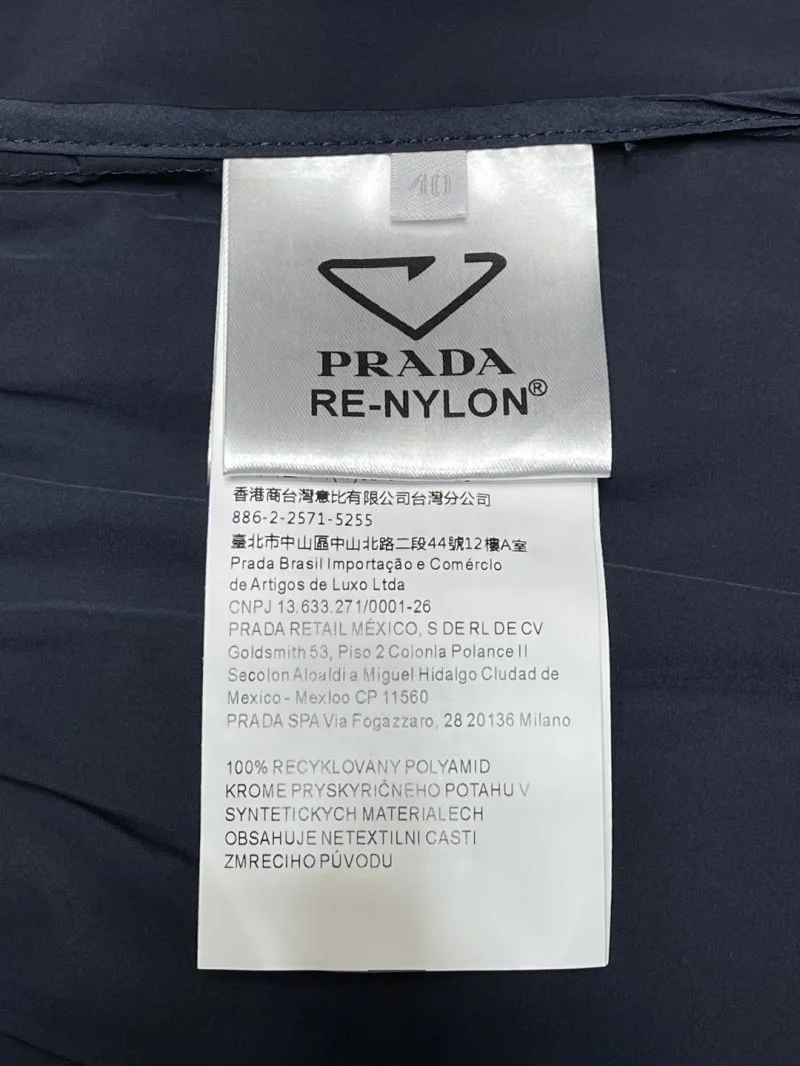 PRADA
RE-NYLON®
香港商台灣意比有限公司台灣分公司
886-2-2571-5255
臺北市中山區中山北路二段44號12樓A室
Prada Brasil Importação e Comérclo
de Artigos de Luxo Ltda
CNPJ 13.633.271/0001-26
PRADA RETAIL MÉXICO, S DE RL DE CV
Goldsmith 53, Piso 2 Colonla Polance II
Secolon Aloaldi a Miguel Hidalgo Cludad de
Mexico - Mexloo CP 11560
PRADA SPA Via Fogazzaro, 28 20136 Milano
100% RECYKLOVANY POLYAMID
KROME PRYSKYRIČNEHO POTAHU V
SYNTETICKYCH MATERIALECH
OBSAHUJE NETEXTILNI CASTI
ZMRECIHO PŮVODU